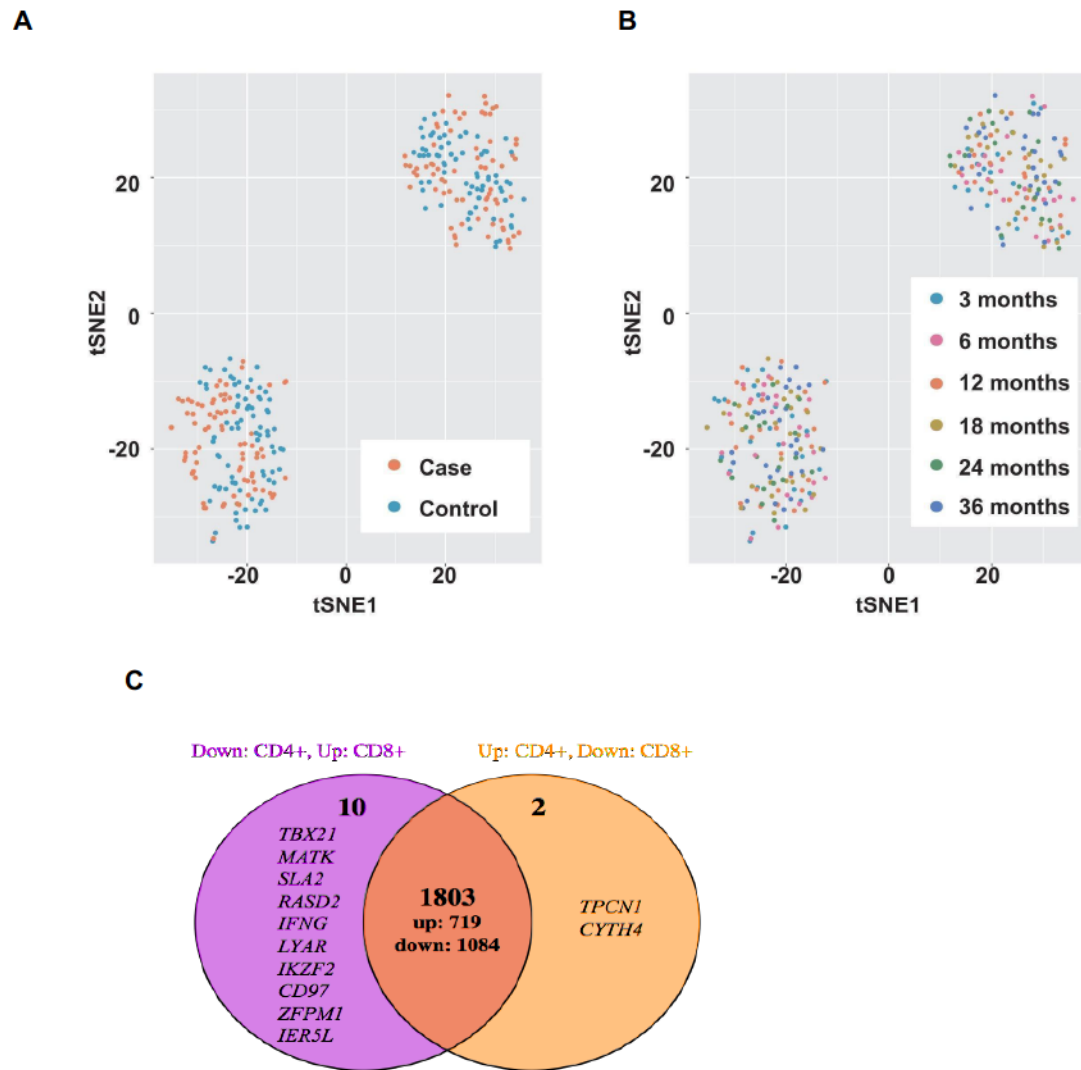 A
B
20
0
-20
tSNE2
Case
Control
-20
0
20
tSNE1
20
0
-20
tSNE2
3 months
6 months
12 months
18 months
24 months
36 months
-20
0
20
tSNE1
C
Down: CD4+, Up: CD8+
Up: CD4+, Down: CD8+
10
TBX21
MATK
SLA2
RASD2
IFNG
LYAR
IKZF2
CD97
ZFPM1
IER5L
1803
up: 719
down: 1084
2
TPCN1
CYTH4